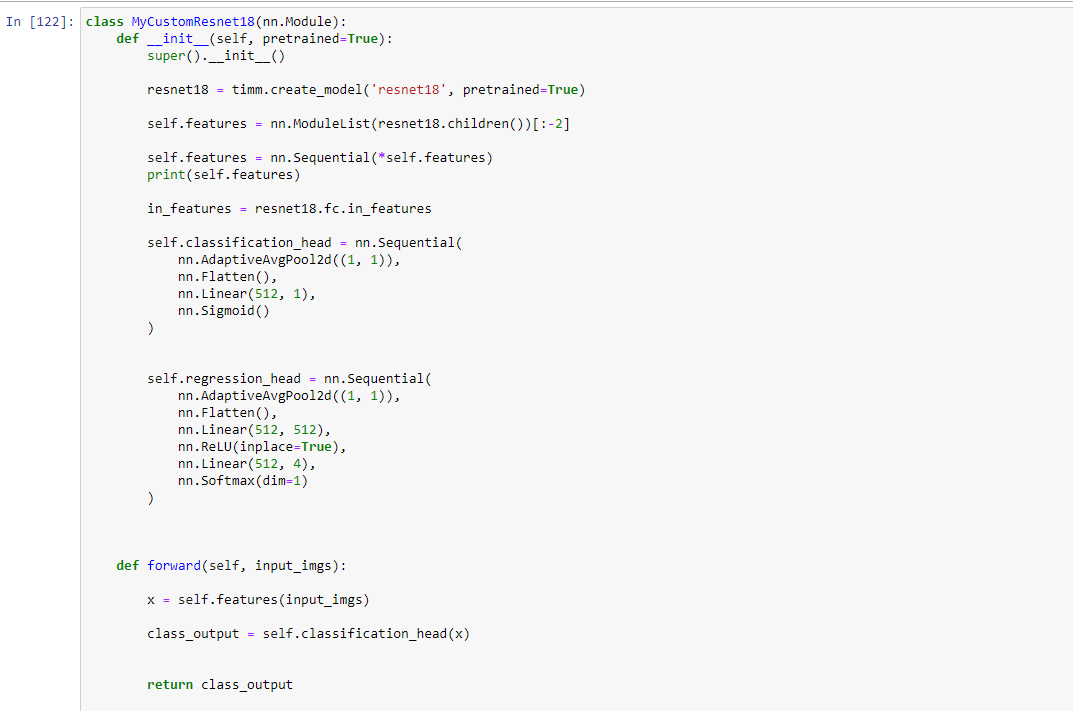 In [122]: class MyCustomResnet18(nn.Module):
    def __init__(self, pretrained=True):
        super().__init__()
        resnet18 = timm.create_model('resnet18', pretrained=True)
        self.features = nn.ModuleList(resnet18.children())[:-2]
        self.features = nn.Sequential(*self.features)
        print(self.features)
        in_features = resnet18.fc.in_features
        self.classification_head = nn.Sequential(
            nn.AdaptiveAvgPool2d((1, 1)),
            nn.Flatten(),
            nn.Linear(512, 1),
            nn.Sigmoid()
        )
        self.regression_head = nn.Sequential(
            nn.AdaptiveAvgPool2d((1, 1)),
            nn.Flatten(),
            nn.Linear(512, 512),
            nn.ReLU(inplace=True),
            nn.Linear(512, 4),
            nn.Softmax(dim=1)
        )
    def forward(self, input_imgs):
        x = self.features(input_imgs)
        class_output = self.classification_head(x)
        return class_output